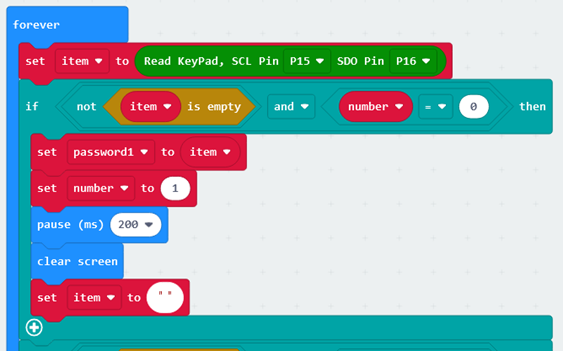 forever
set item to Read KeyPad, SCL Pin P15 SDO Pin P16
if not item is empty and number = 0 then
set password1 to item
set number to 1
pause (ms) 200
clear screen
set item to " "